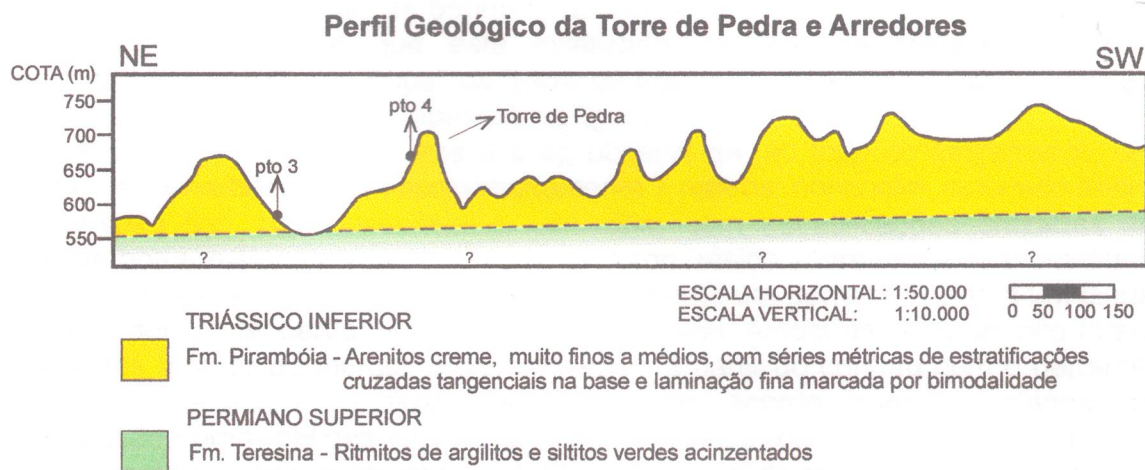 Perfil Geológico da Torre de Pedra e Arredores
NE
SW
COTA (m)
750
700
650
600
550
pto 3
pto 4
Torre de Pedra
?
?
?
?
ESCALA HORIZONTAL: 1:50.000
ESCALA VERTICAL: 1:10.000
0 50 100 150
TRIÁSSICO INFERIOR
Fm. Pirambóia - Arenitos creme, muito finos a médios, com séries métricas de estratificações
cruzadas tangenciais na base e laminação fina marcada por bimodalidade
PERMIANO SUPERIOR
Fm. Teresina - Ritmitos de argilitos e siltitos verdes acinzentados